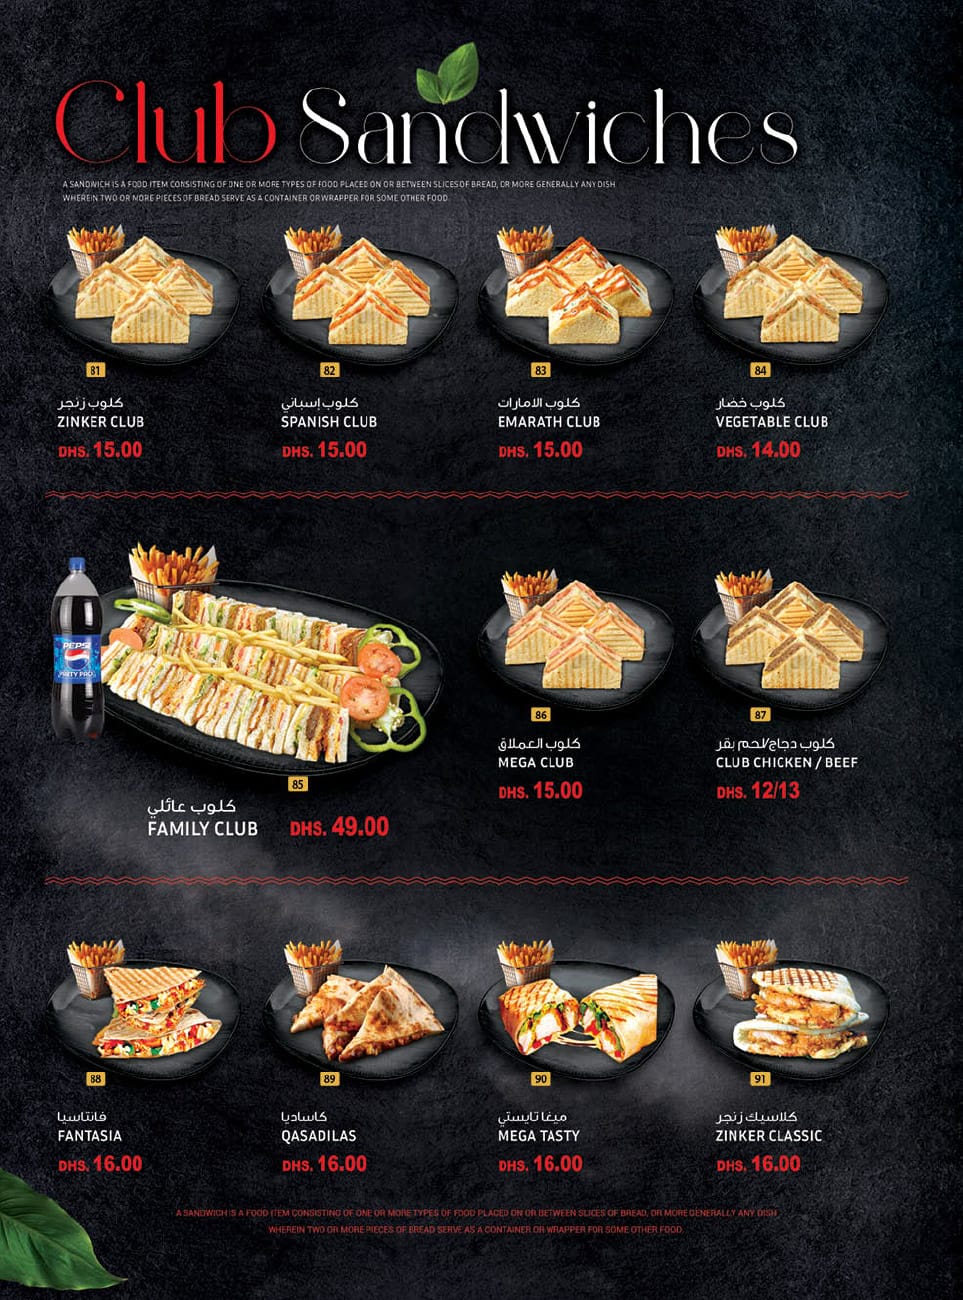 Club Sandwiches
A SANDWICH IS A FOOD ITEM CONSISTING OF ONE OR MORE TYPES OF FOOD PLACED ON OR BETWEEN SLICES OF BREAD, OR MORE GENERALLY ANY DISH
WHEREIN TWO OR MORE PIECES OF BREAD SERVE AS A CONTAINER OR WRAPPER FOR SOME OTHER FOOD.
81
كلوب زنجر
ZINKER CLUB
DHS. 15.00
82
كلوب إسباني
SPANISH CLUB
DHS. 15.00
83
كلوب الامارات
EMARATH CLUB
DHS. 15.00
84
كلوب خضار
VEGETABLE CLUB
DHS. 14.00
PEPSI
PARTY PACK
85
كلوب عائلي
FAMILY CLUB
DHS. 49.00
86
كلوب العملاق
MEGA CLUB
DHS. 15.00
87
كلوب دجاج/لحم بقر
CLUB CHICKEN / BEEF
DHS. 12/13
88
فانتاسيا
FANTASIA
DHS. 16.00
89
كاساديا
QASADILAS
DHS. 16.00
90
ميغا تايستي
MEGA TASTY
DHS. 16.00
91
كلاسيك زنجر
ZINKER CLASSIC
DHS. 16.00
A SANDWICH IS A FOOD ITEM CONSISTING OF ONE OR MORE TYPES OF FOOD PLACED ON OR BETWEEN SLICES OF BREAD, OR MORE GENERALLY ANY DISH
WHEREIN TWO OR MORE PIECES OF BREAD SERVE AS A CONTAINER OR WRAPPER FOR SOME OTHER FOOD.